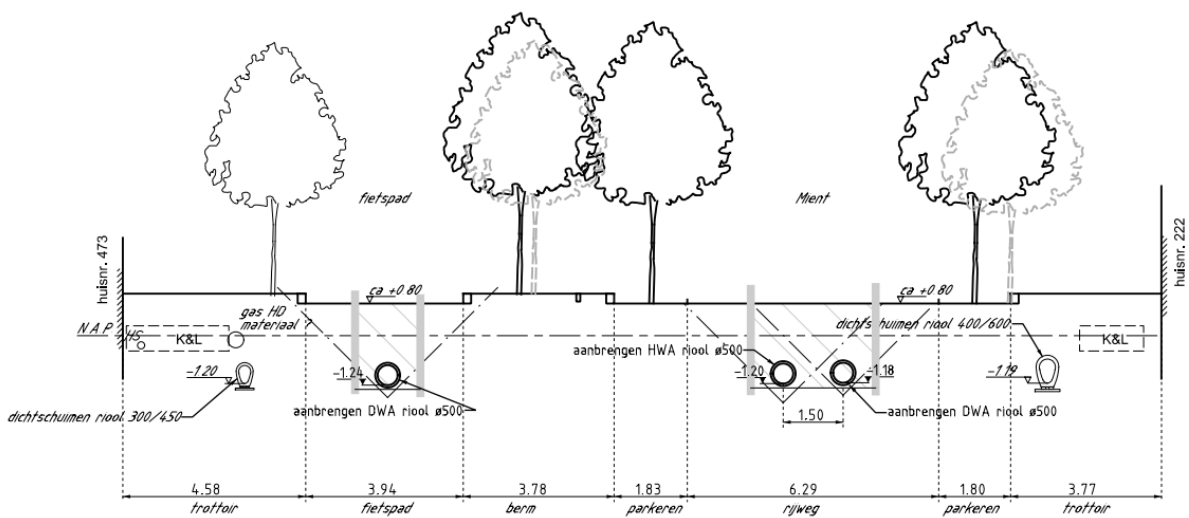 fietspad
Mient
huisnr. 473
huisnr. 222
ca +0.80
ca +0.80
gas HD
materiaal ?
N.A.P
HS
K&L
K&L
dichtschuimen riool 400/600
aanbrengen HWA riool ø500
-1.20
-1.24
-1.20
-1.18
-1.19
dichtschuimen riool 300/450
aanbrengen DWA riool ø500
aanbrengen DWA riool ø500
1.50
4.58
3.94
3.78
1.83
6.29
1.80
3.77
trottoir
fietspad
berm
parkeren
rijweg
parkeren
trottoir